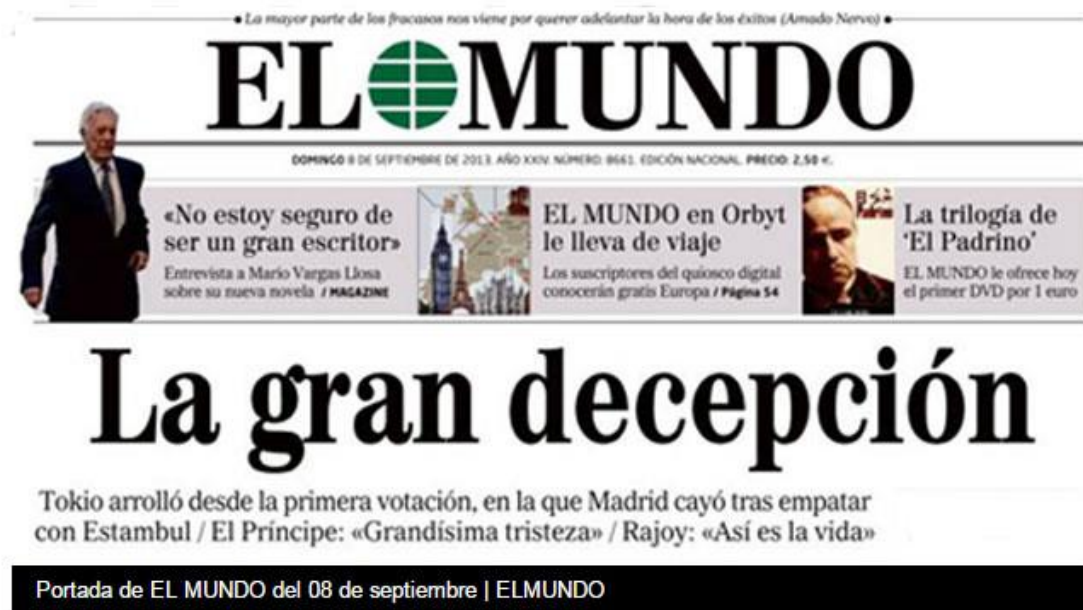 La mayor parte de los fracasos nos viene por querer adelantar la hora de los éxitos (Amado Nervo)
EL MUNDO
DOMINGO 8 DE SEPTIEMBRE DE 2013. AÑO XXIV. NÚMERO: 8661. EDICIÓN NACIONAL. PRECIO: 2,50 €.
«No estoy seguro de
ser un gran escritor»
Entrevista a Mario Vargas Llosa
sobre su nueva novela / MAGAZINE
EL MUNDO en Orbyt
le lleva de viaje
Los suscriptores del quiosco digital
conocerán gratis Europa / Página 54
Padrino
La trilogía de
'El Padrino'
EL MUNDO le ofrece hoy
el primer DVD por 1 euro
La gran decepción
Tokio arrolló desde la primera votación, en la que Madrid cayó tras empatar
con Estambul / El Príncipe: «Grandísima tristeza» / Rajoy: «Así es la vida»
Portada de EL MUNDO del 08 de septiembre | ELMUNDO